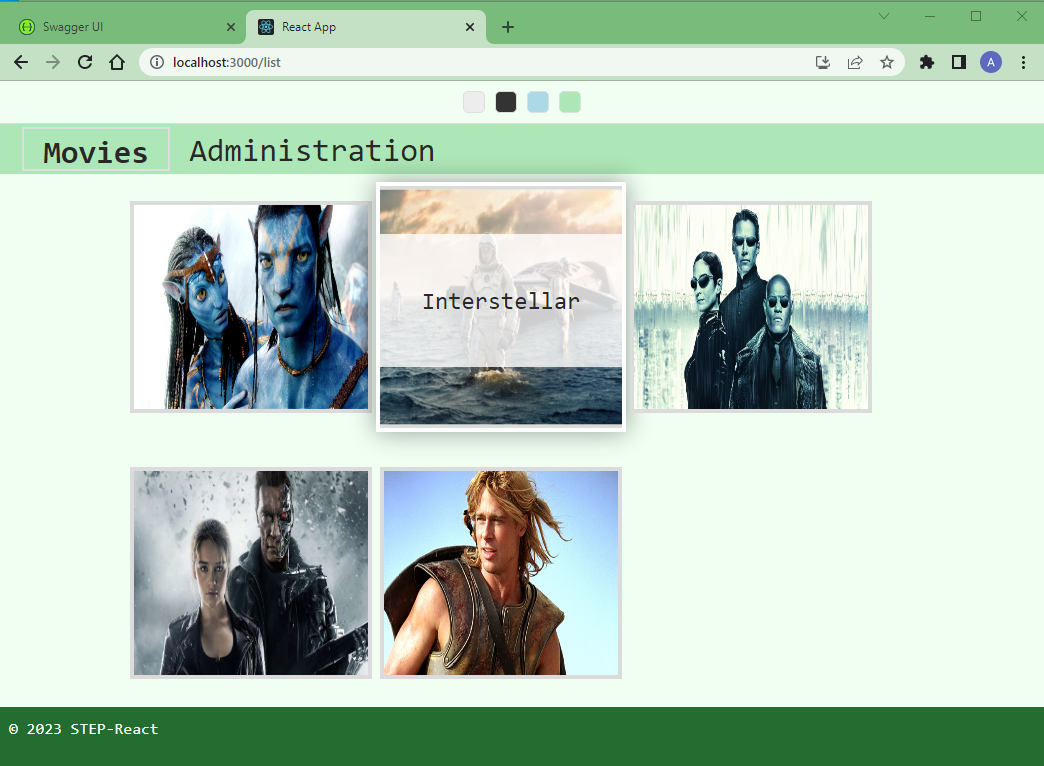 Swagger UI
React App
localhost:3000/list
A
Movies
Administration
Interstellar
© 2023 STEP-React